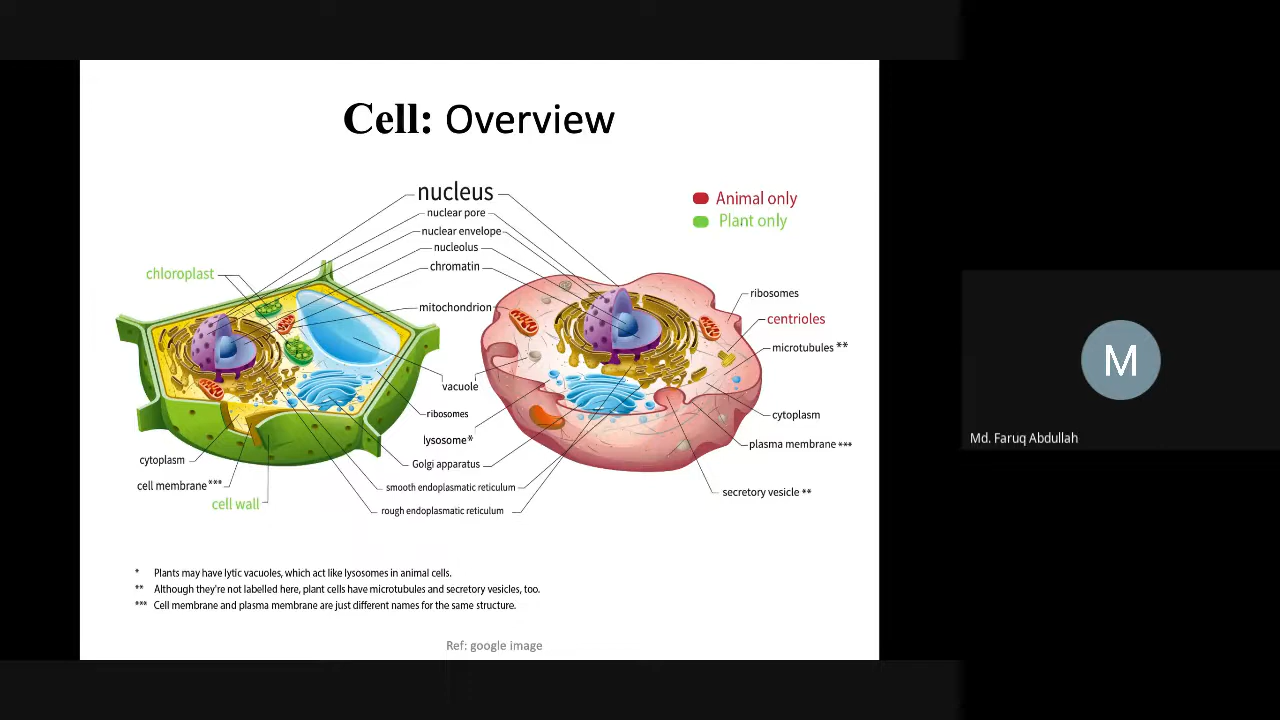 Cell: Overview
nucleus
nuclear pore
nuclear envelope
nucleolus
chromatin
mitochondrion
Animal only
Plant only
chloroplast
ribosomes
centrioles
microtubules **
vacuole
ribosomes
lysosome*
Golgi apparatus
smooth endoplasmatic reticulum
rough endoplasmatic reticulum
cytoplasm
plasma membrane ***
secretory vesicle **
cytoplasm
cell membrane***
cell wall
* Plants may have lytic vacuoles, which act like lysosomes in animal cells.
** Although they're not labelled here, plant cells have microtubules and secretory vesicles, too.
*** Cell membrane and plasma membrane are just different names for the same structure.
Ref: google image
M
Md. Faruq Abdullah